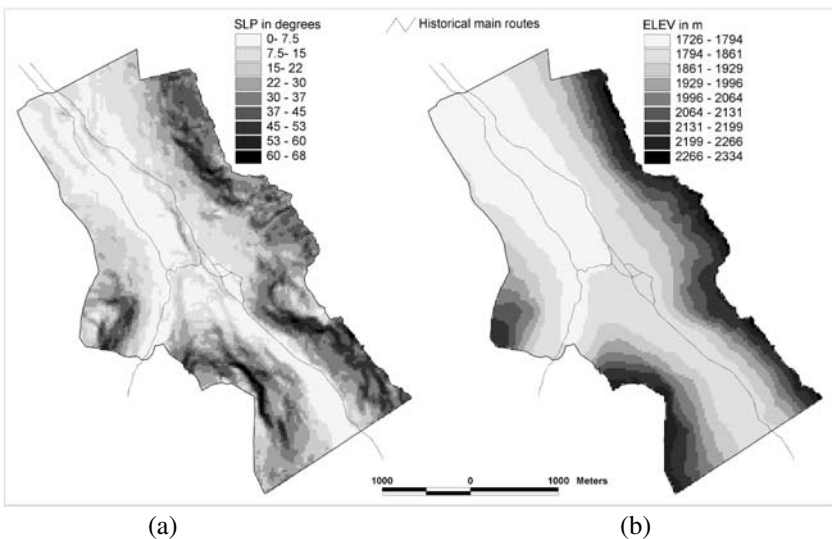 SLP in degrees
0- 7.5
7.5- 15
15- 22
22 - 30
30 - 37
37 - 45
45 - 53
53 - 60
60 - 68
Historical main routes
ELEV in m
1726 - 1794
1794 - 1861
1861 - 1929
1929 - 1996
1996 - 2064
2064 - 2131
2131 - 2199
2199 - 2266
2266 - 2334
1000 0 1000 Meters
(a) (b)